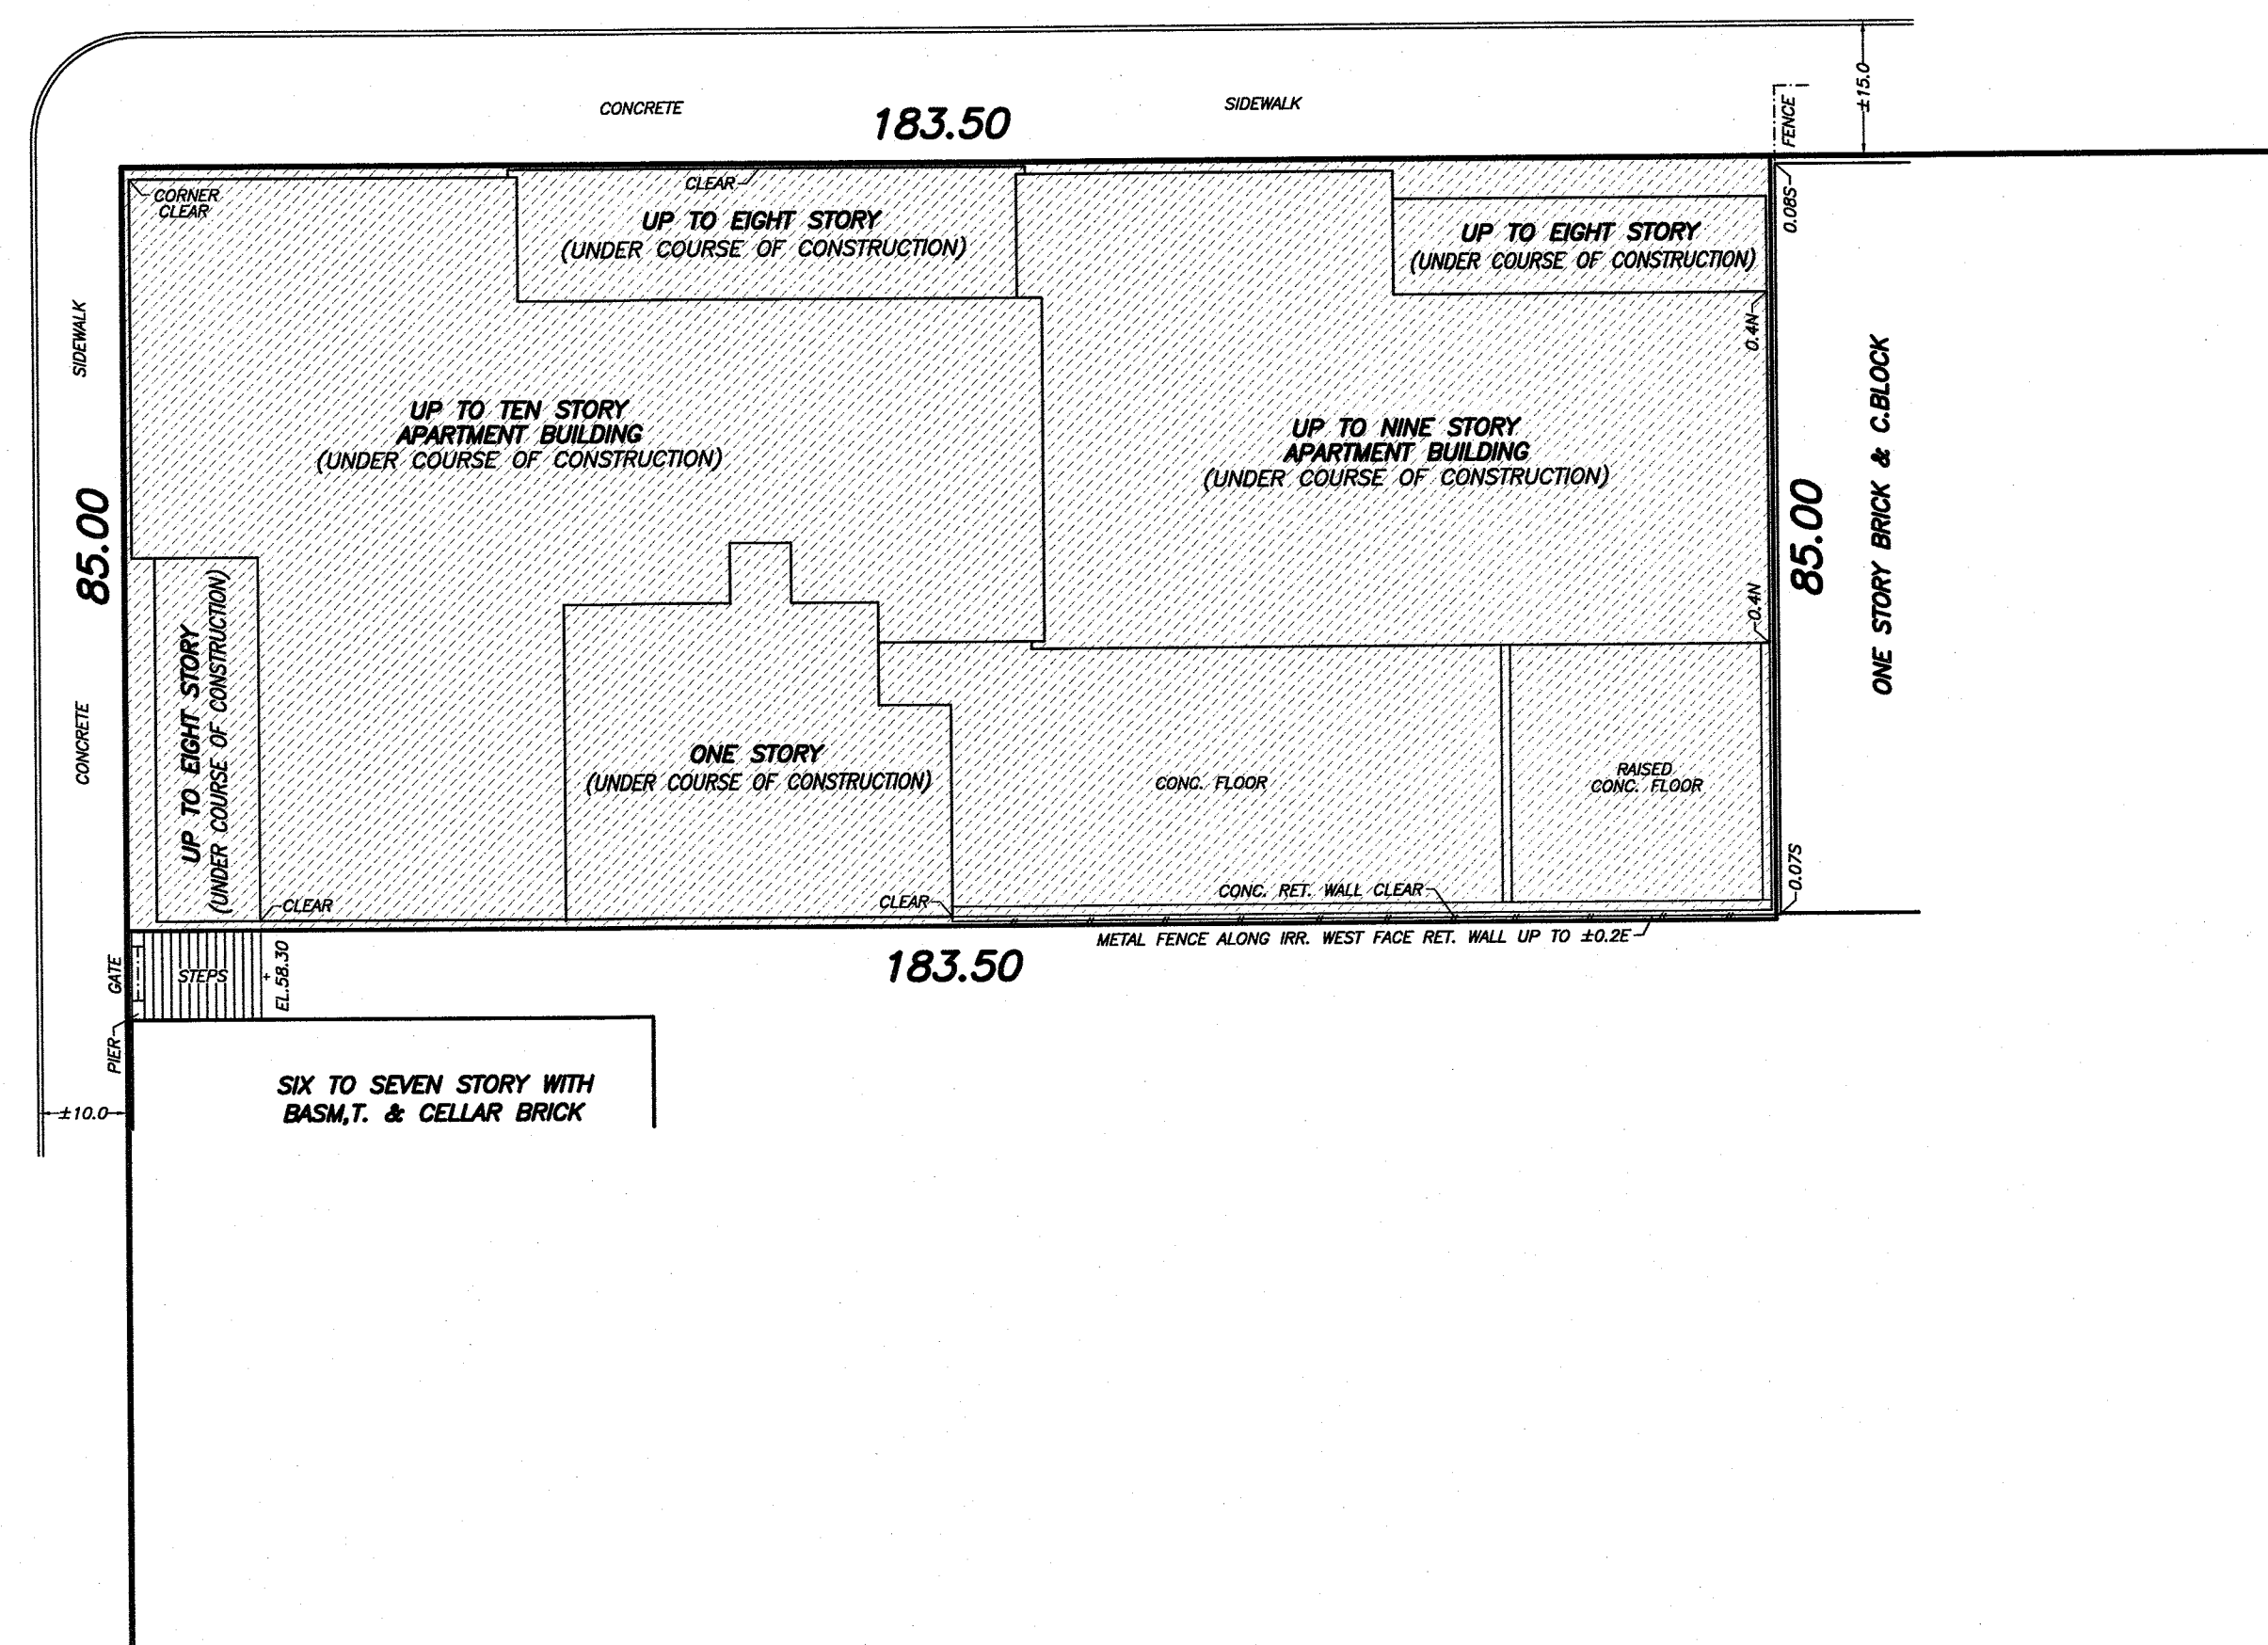 ±15.0
CONCRETE
183.50
SIDEWALK
FENCE
CORNER
CLEAR
CLEAR
UP TO EIGHT STORY
(UNDER COURSE OF CONSTRUCTION)
UP TO EIGHT STORY
(UNDER COURSE OF CONSTRUCTION)
0.08S
SIDEWALK
0.4N
UP TO TEN STORY
APARTMENT BUILDING
(UNDER COURSE OF CONSTRUCTION)
UP TO NINE STORY
APARTMENT BUILDING
(UNDER COURSE OF CONSTRUCTION)
ONE STORY BRICK & C.BLOCK
85.00
85.00
0.4N
UP TO EIGHT STORY
(UNDER COURSE OF CONSTRUCTION)
CONCRETE
ONE STORY
(UNDER COURSE OF CONSTRUCTION)
CONC. FLOOR
RAISED
CONC. FLOOR
0.07S
CLEAR
CLEAR
CONC. RET. WALL CLEAR
METAL FENCE ALONG IRR. WEST FACE RET. WALL UP TO ±0.2E
183.50
GATE
STEPS
+
EL.58.30
PIER
SIX TO SEVEN STORY WITH
BASM,T. & CELLAR BRICK
±10.0